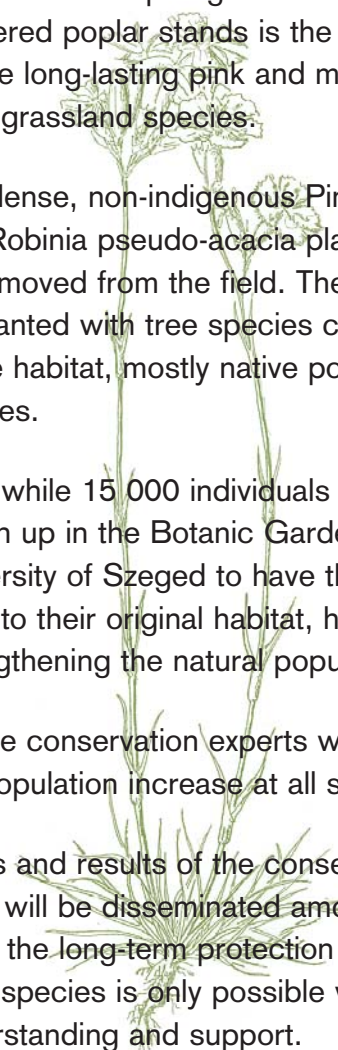 ered poplar stands is the
e long-lasting pink and m
grassland species.
dense, non-indigenous Pin
Robinia pseudo-acacia pla
moved from the field. The
anted with tree species c
e habitat, mostly native po
es.
while 15 000 individuals
n up in the Botanic Garde
ersity of Szeged to have th
to their original habitat, h
gthening the natural popu
e conservation experts w
opulation increase at all s
s and results of the conse
will be disseminated amo
the long-term protection
species is only possible w
rstanding and support.